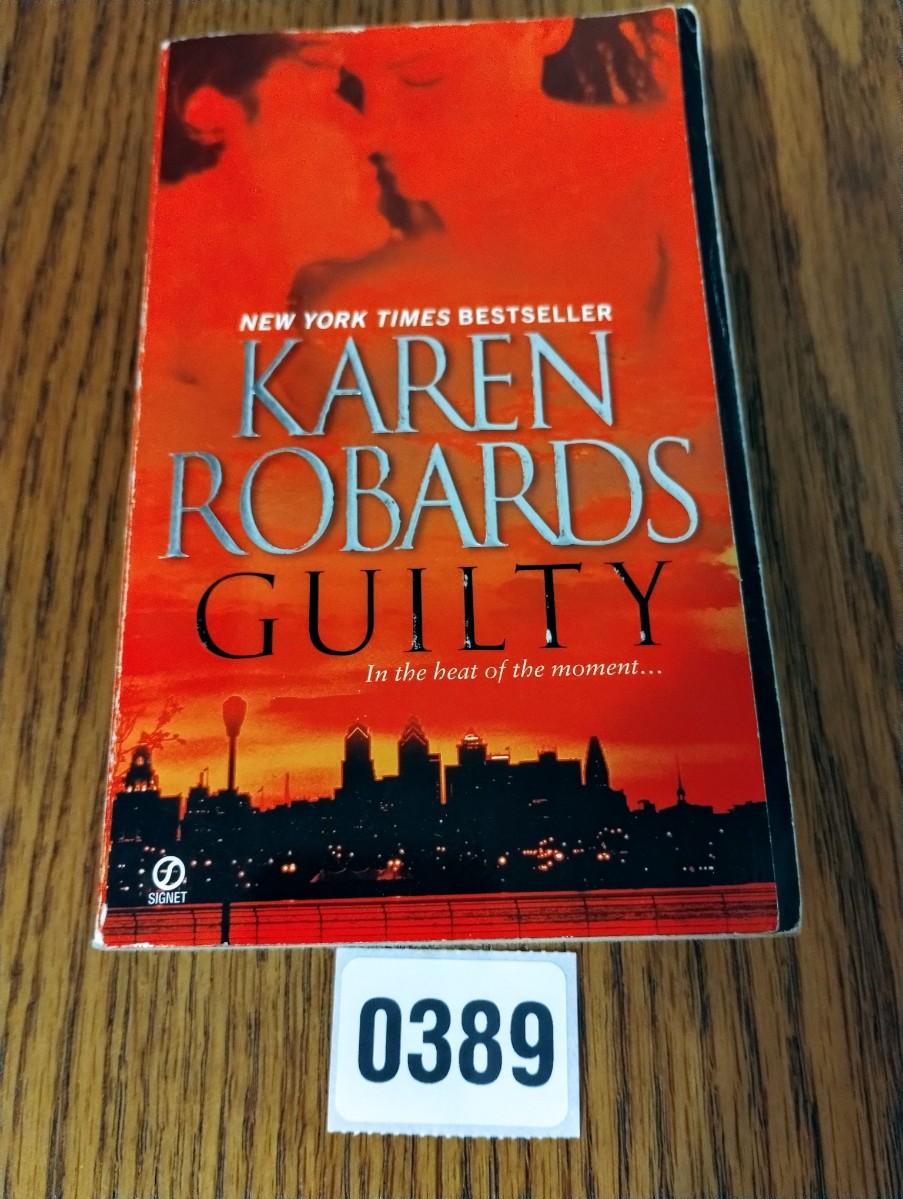 NEW YORK TIMES BESTSELLER
KAREN
ROBARDS
GUILTY
In the heat of the moment...
SIGNET
0389